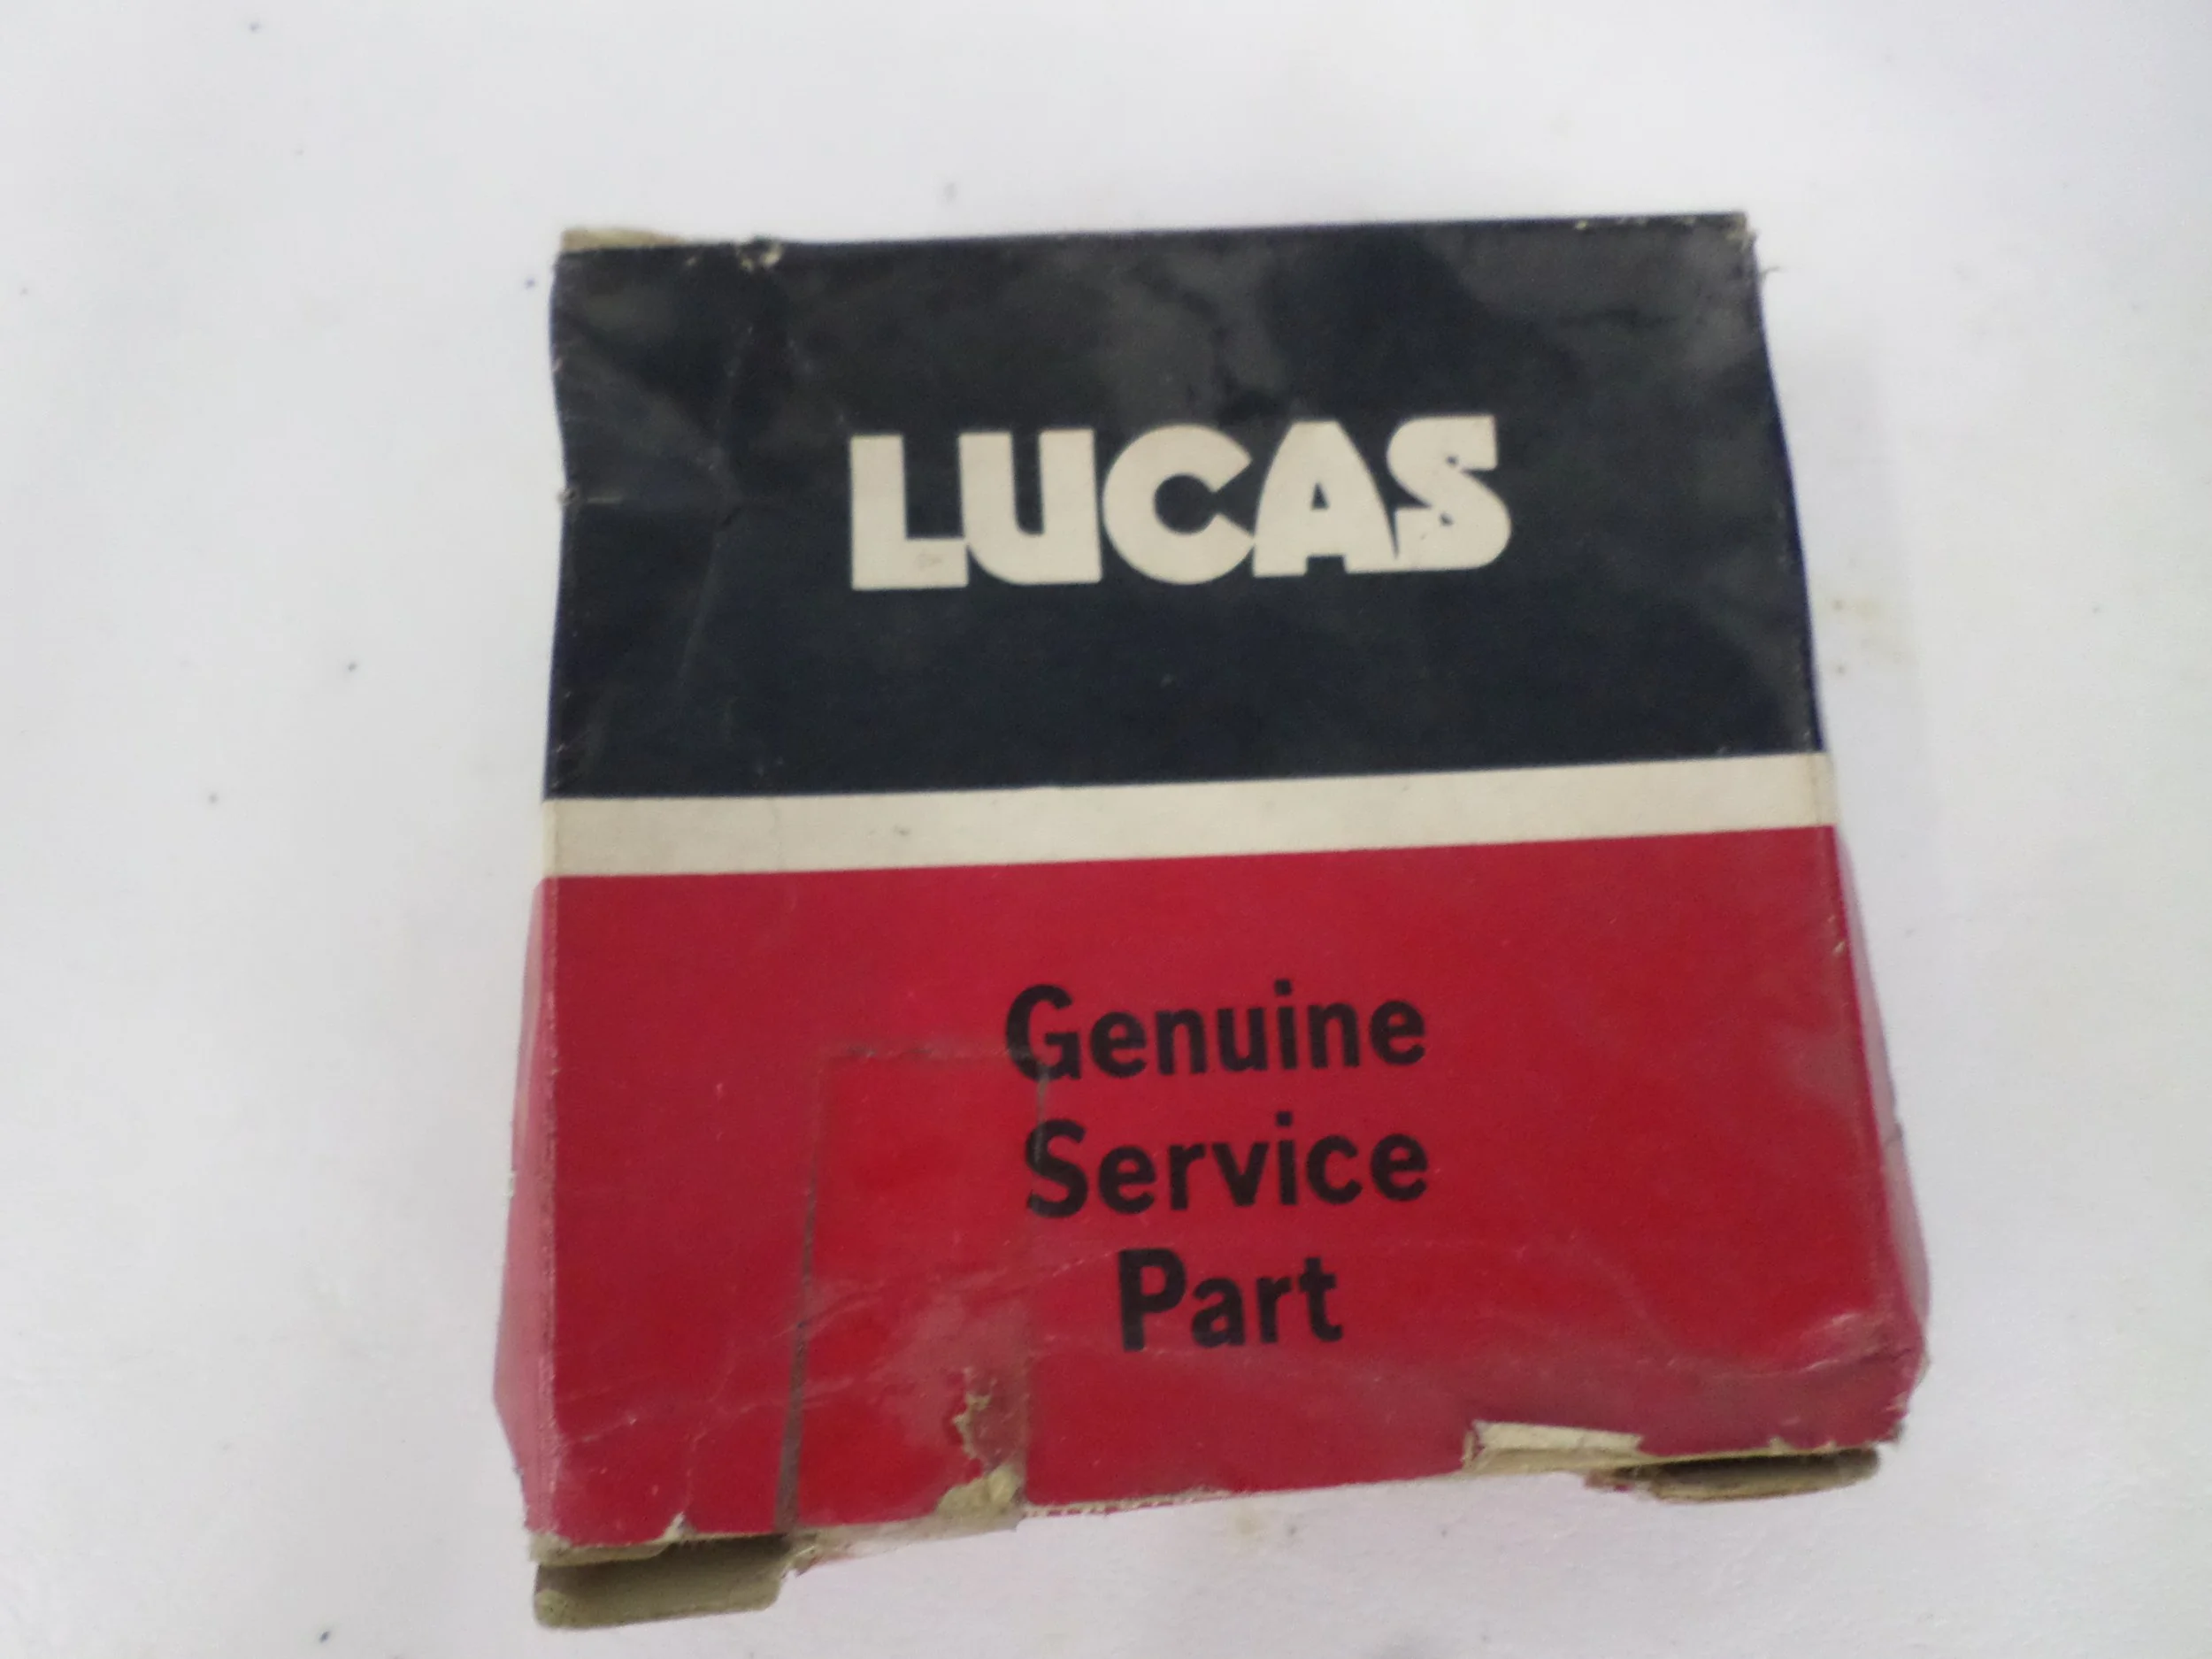 LUCAS
Genuine
Service
Part